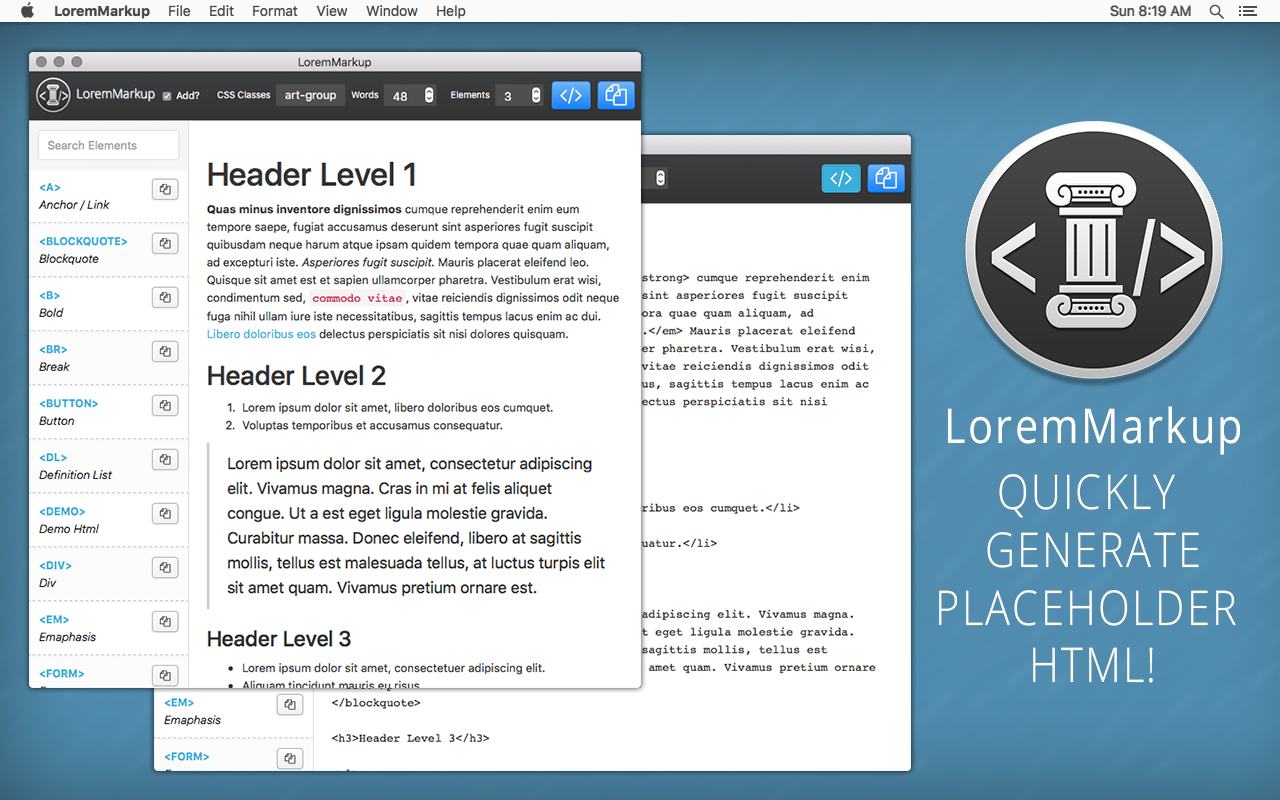 LoremMarkup File Edit Format View Window Help
Sun 8:19 AM
LoremMarkup
LoremMarkup Add? CSS Classes art-group Words 48 Elements 3 </>
Search Elements
<A>
Anchor / Link
<BLOCKQUOTE>
Blockquote
<B>
Bold
<BR>
Break
<BUTTON>
Button
<DL>
Definition List
<DEMO>
Demo Html
<DIV>
Div
<EM>
Emaphasis
<FORM>
Header Level 1
Quas minus inventore dignissimos cumque reprehenderit enim eum
tempore saepe, fugiat accusamus deserunt sint asperiores fugit suscipit
quibusdam neque harum atque ipsam quidem tempora quae quam aliquam,
ad excepturi iste. Asperiores fugit suscipit. Mauris placerat eleifend leo.
Quisque sit amet est et sapien ullamcorper pharetra. Vestibulum erat wisi,
condimentum sed, commodo vitae , vitae reiciendis dignissimos odit neque
fuga nihil ullam iure iste necessitatibus, sagittis tempus lacus enim ac dui.
Libero doloribus eos delectus perspiciatis sit nisi dolores quisquam.
Header Level 2
1. Lorem ipsum dolor sit amet, libero doloribus eos cumquet.
2. Voluptas temporibus et accusamus consequatur.
Lorem ipsum dolor sit amet, consectetur adipiscing
elit. Vivamus magna. Cras in mi at felis aliquet
congue. Ut a est eget ligula molestie gravida.
Curabitur massa. Donec eleifend, libero at sagittis
mollis, tellus est malesuada tellus, at luctus turpis elit
sit amet quam. Vivamus pretium ornare est.
Header Level 3
• Lorem ipsum dolor sit amet, consectetuer adipiscing elit.
• Aliquam tincidunt mauris eu risus
</>
strong> cumque reprehenderit enim
sint asperiores fugit suscipit
ora quae quam aliquam, ad
.</em> Mauris placerat eleifend
er pharetra. Vestibulum erat wisi,
vitae reiciendis dignissimos odit
us, sagittis tempus lacus enim ac
ectus perspiciatis sit nisi
ribus eos cumquet.</li>
uatur.</li>
adipiscing elit. Vivamus magna.
t eget ligula molestie gravida.
sagittis mollis, tellus est
amet quam. Vivamus pretium ornare
</blockquote>
<h3>Header Level 3</h3>
<EM>
Emaphasis
<FORM>
< />
LoremMarkup
QUICKLY
GENERATE
PLACEHOLDER
HTML!